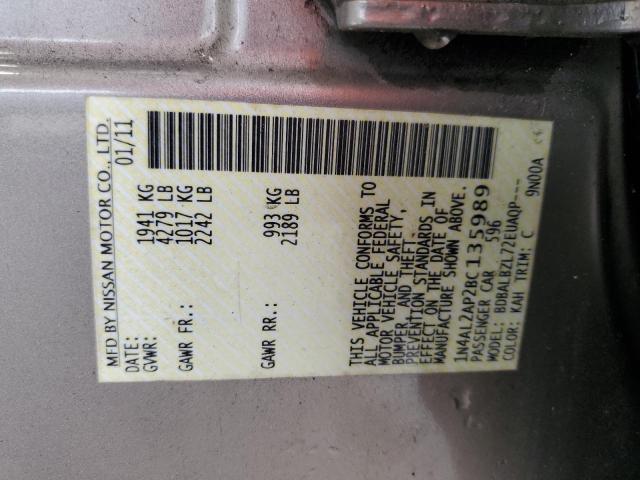 MFD BY NISSAN MOTOR CO., LTD.
DATE: 01/11
GVWR: 1941 KG
4279 LB
GAWR FR.: 1017 KG
2242 LB
GAWR RR.: 993 KG
2189 LB
THIS VEHICLE CONFORMS TO
ALL APPLICABLE FEDERAL
MOTOR VEHICLE SAFETY,
BUMPER, AND THEFT
PREVENTION STANDARDS IN
EFFECT ON THE DATE OF
MANUFACTURE SHOWN ABOVE.
1N4AL2AP2BC135989
PASSENGER CAR 596
MODEL: BDBALBZL72EUAQP---
COLOR: KAH TRIM: C 9N00A